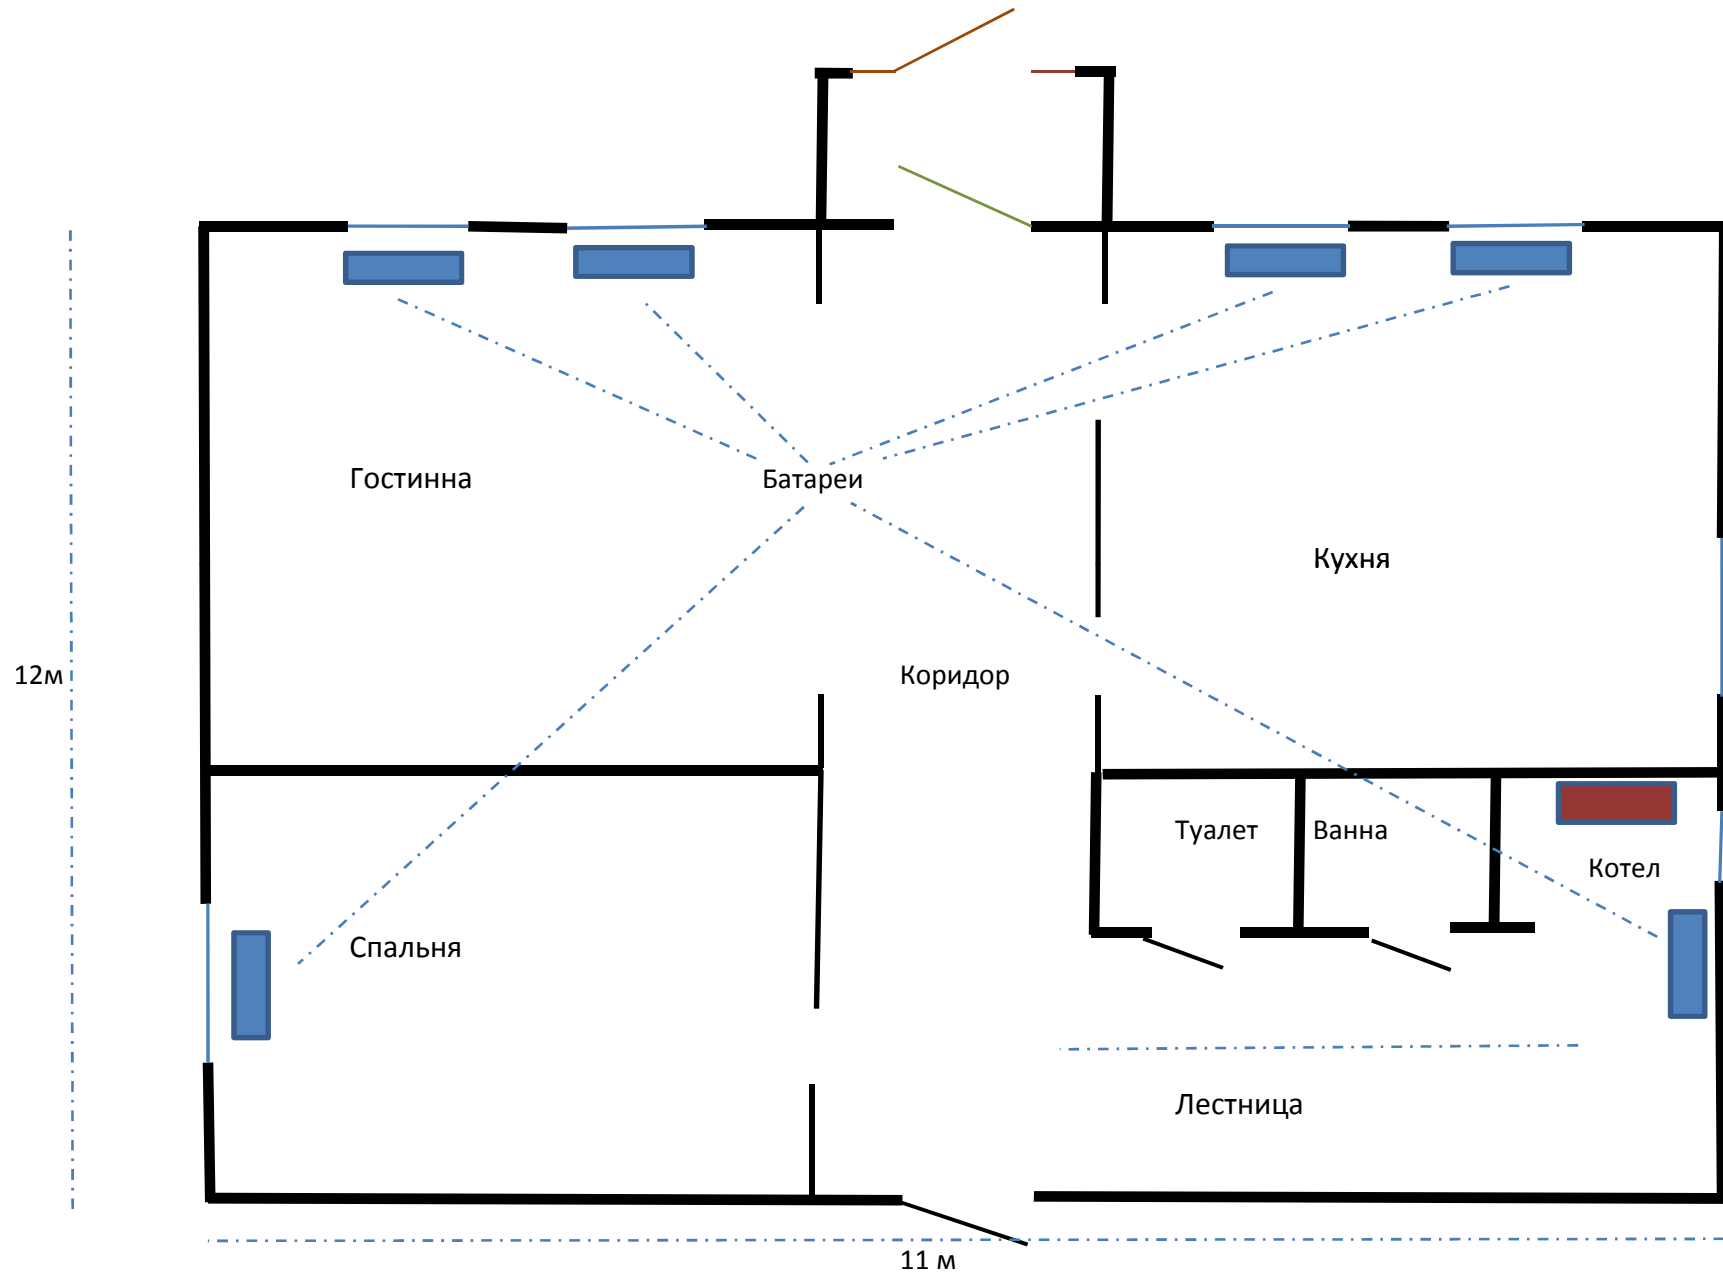 Гостинна
Батареи
Кухня
12м
Коридор
Туалет
Ванна
Котел
Спальня
Лестница
11 м